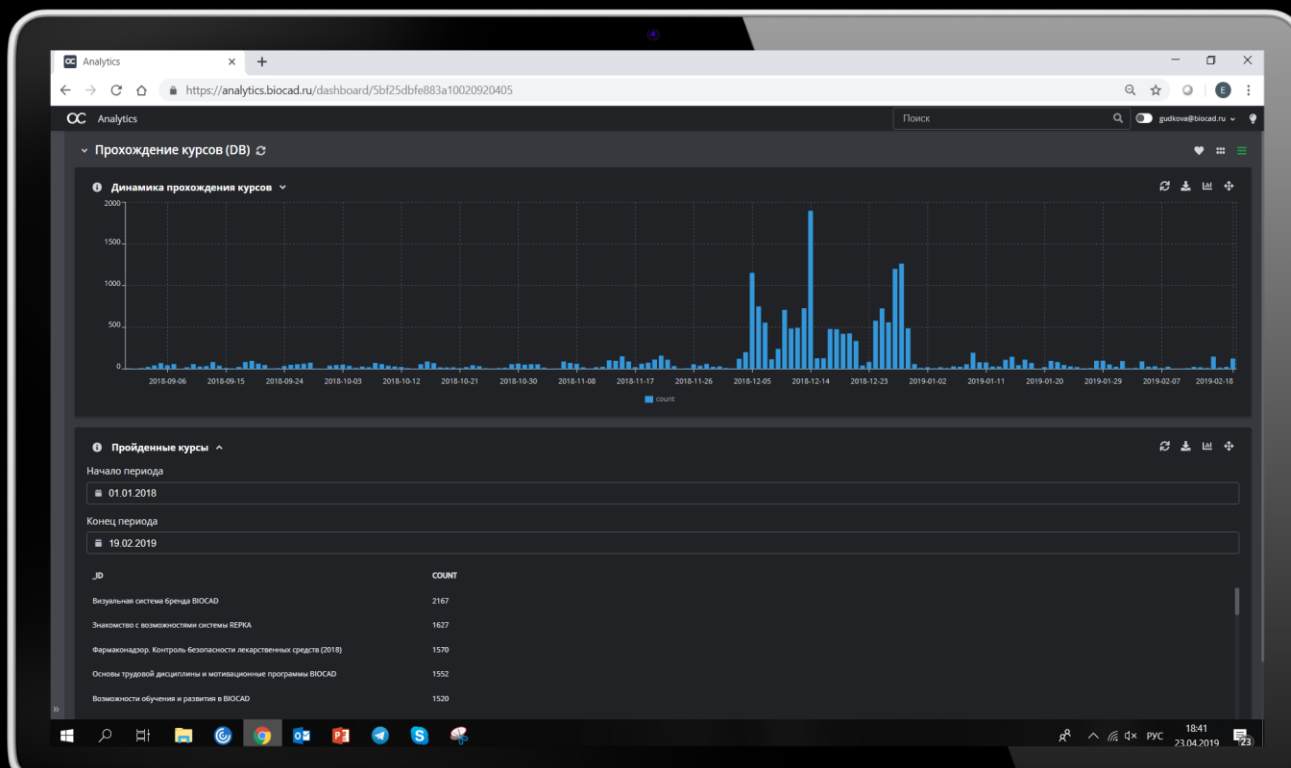 Analytics
https://analytics.biocad.ru/dashboard/5bf25dbfe883a10020920405
E
Analytics
Поиск
gudkova@biocad.ru
Прохождение курсов (DB)
Динамика прохождения курсов
2000
1500
1000
500
0
2018-09-06 2018-09-15 2018-09-24 2018-10-03 2018-10-12 2018-10-21 2018-10-30 2018-11-08 2018-11-17 2018-11-26 2018-12-05 2018-12-14 2018-12-23 2019-01-02 2019-01-11 2019-01-20 2019-01-29 2019-02-07 2019-02-18
count
Пройденные курсы
Начало периода
01.01.2018
Конец периода
19.02.2019
_ID COUNT
Визуальная система бренда BIOCAD 2167
Знакомство с возможностями системы REPKA 1627
Фармаконадзор. Контроль безопасности лекарственных средств (2018) 1570
Основы трудовой дисциплины и мотивационные программы BIOCAD 1552
Возможности обучения и развития в BIOCAD 1520
РУС
18:41
23.04.2019
23